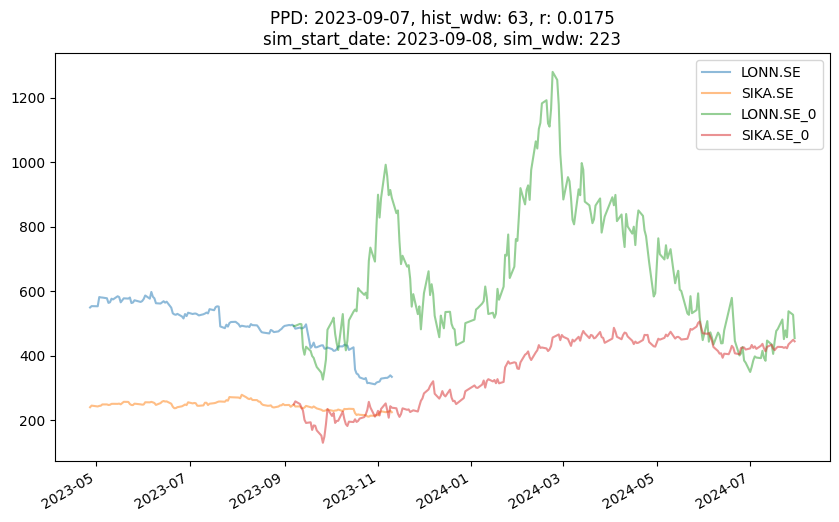 PPD: 2023-09-07, hist_wdw: 63, r: 0.0175
sim_start_date: 2023-09-08, sim_wdw: 223
LONN.SE
SIKA.SE
LONN.SE_0
SIKA.SE_0
1200
1000
800
600
400
200
2023-05
2023-07
2023-09
2023-11
2024-01
2024-03
2024-05
2024-07